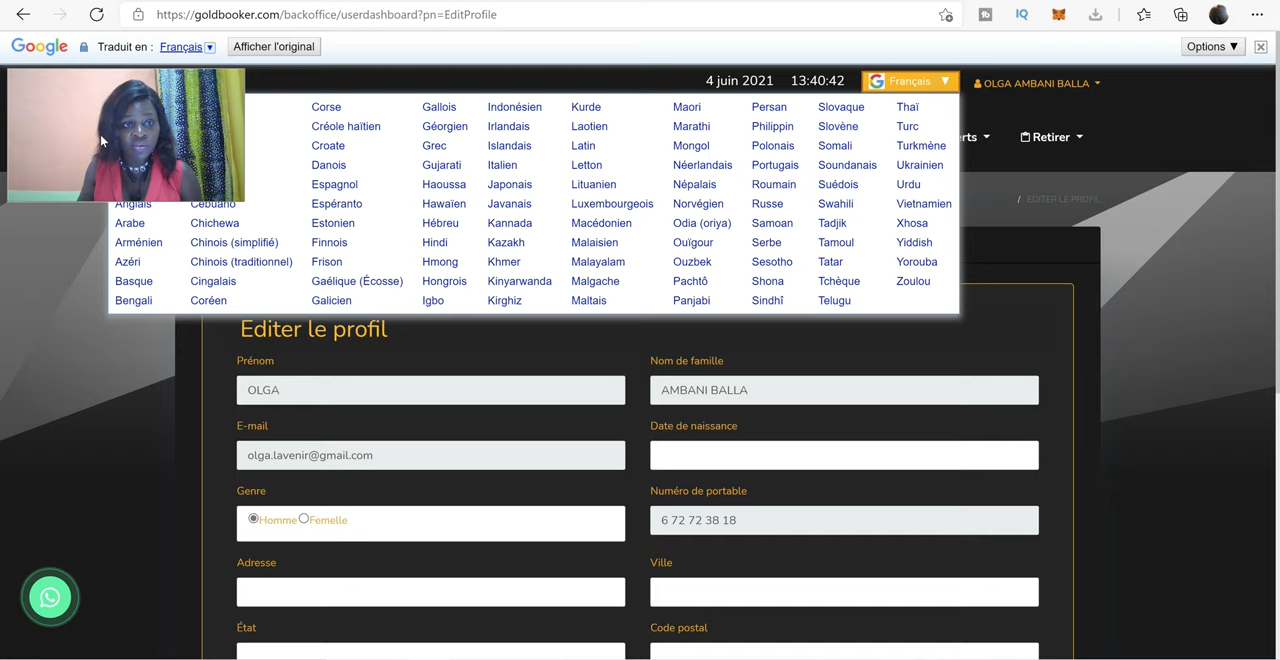 https://goldbooker.com/backoffice/userdashboard?pn=EditProfile
Google Traduit en : Français Afficher l'original Options ▼
4 juin 2021 13:40:42 G Français ▼ OLGA AMBANI BALLA
Corse Gallois Indonésien Kurde Maori Persan Slovaque Thaï
Créole haïtien Géorgien Irlandais Laotien Marathi Philippin Slovène Turc
Croate Grec Islandais Latin Mongol Polonais Somali Turkmène
erts Retirer
Danois Gujarati Italien Letton Néerlandais Portugais Soundanais Ukrainien
Espagnol Haoussa Japonais Lituanien Népalais Roumain Suédois Urdu
Anglais Cebuano Espéranto Hawaïen Javanais Luxembourgeois Norvégien Russe Swahili Vietnamien
/ EDITER LE PROFIL
Arabe Chichewa Estonien Hébreu Kannada Macédonien Odia (oriya) Samoan Tadjik Xhosa
Arménien Chinois (simplifié) Finnois Hindi Kazakh Malaisien Ouïgour Serbe Tamoul Yiddish
Azéri Chinois (traditionnel) Frison Hmong Khmer Malayalam Ouzbek Sesotho Tatar Yorouba
Basque Cingalais Gaélique (Écosse) Hongrois Kinyarwanda Malgache Pachtô Shona Tchèque Zoulou
Bengali Coréen Galicien Igbo Kirghiz Maltais Panjabi Sindhî Telugu
Editer le profil
Prénom Nom de famille
OLGA AMBANI BALLA
E-mail Date de naissance
olga.lavenir@gmail.com
Genre Numéro de portable
Homme Femelle 6 72 72 38 18
Adresse Ville
État Code postal